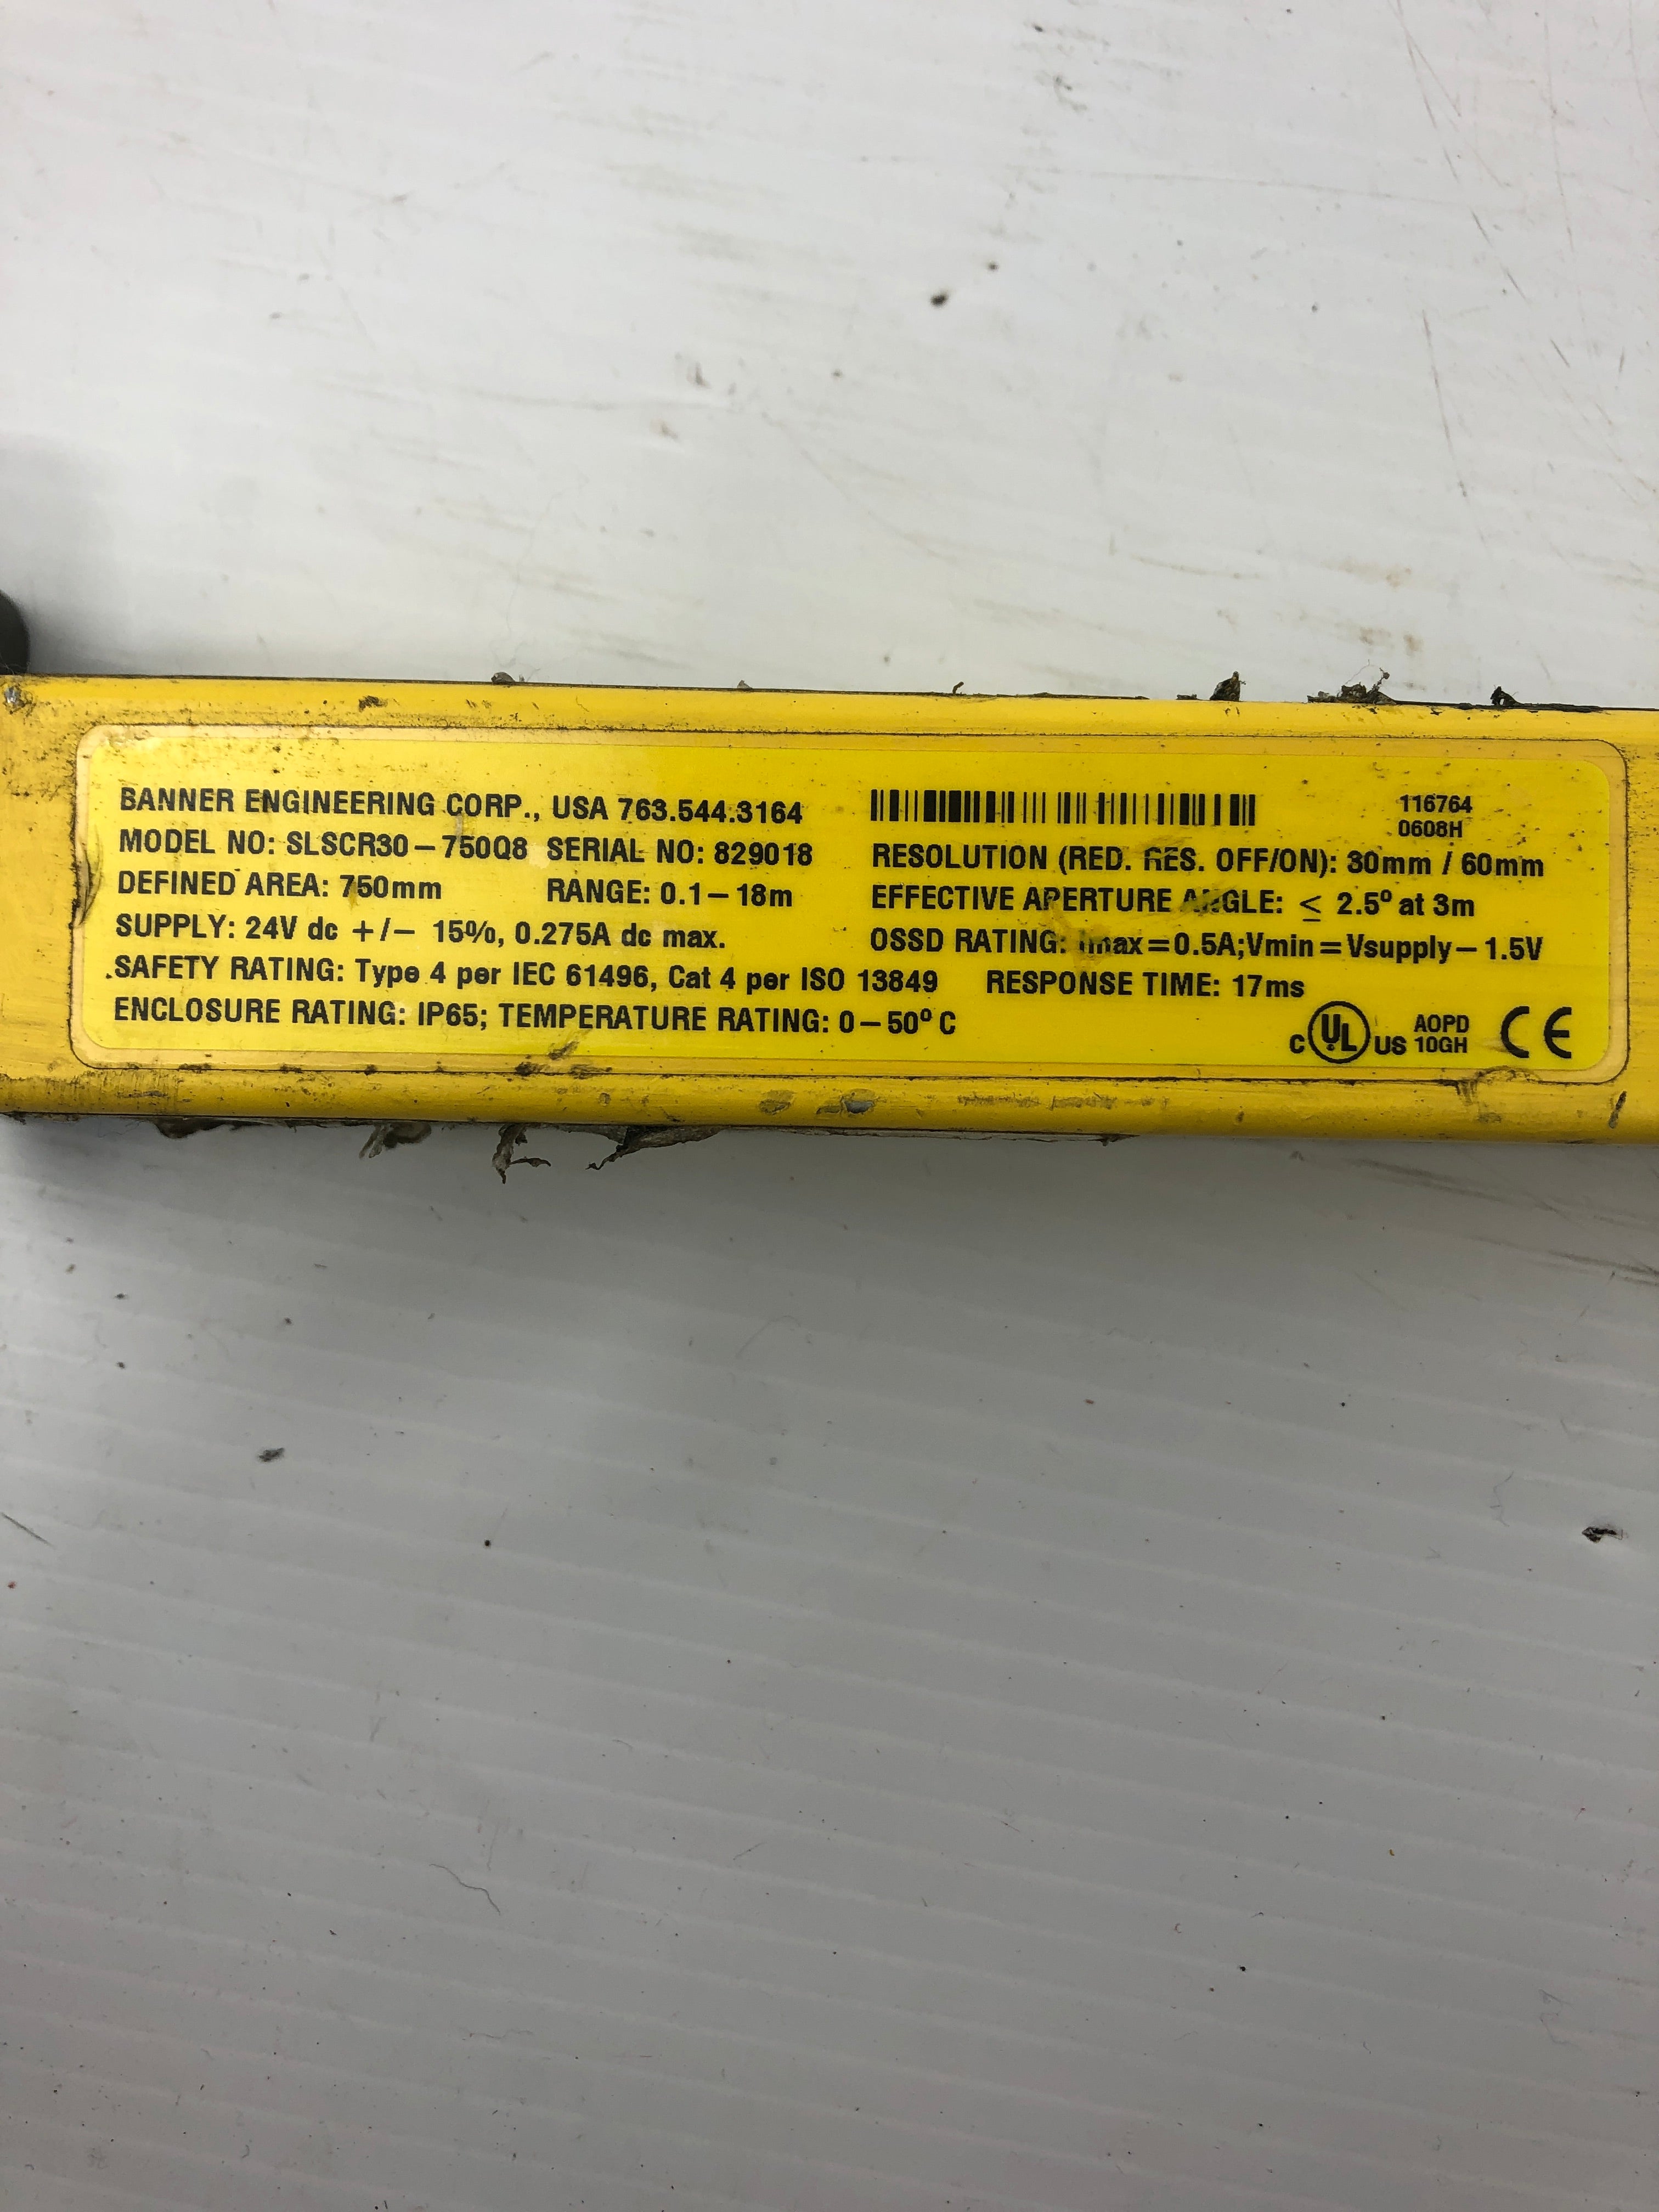 BANNER ENGINEERING CORP., USA 763.544.3164
MODEL NO: SLSCR30-750Q8 SERIAL NO: 829018
DEFINED AREA: 750mm RANGE: 0.1-18m
SUPPLY: 24V dc +/- 15%, 0.275A dc max.
SAFETY RATING: Type 4 per IEC 61496, Cat 4 per ISO 13849 RESPONSE TIME: 17ms
ENCLOSURE RATING: IP65; TEMPERATURE RATING: 0-50º C
116764
0608H
RESOLUTION (RED. RES. OFF/ON): 30mm / 60mm
EFFECTIVE APERTURE ANGLE: ≤ 2.5º at 3m
OSSD RATING: Imax=0.5A;Vmin=Vsupply-1.5V
C UL US AOPD
10GH
CE